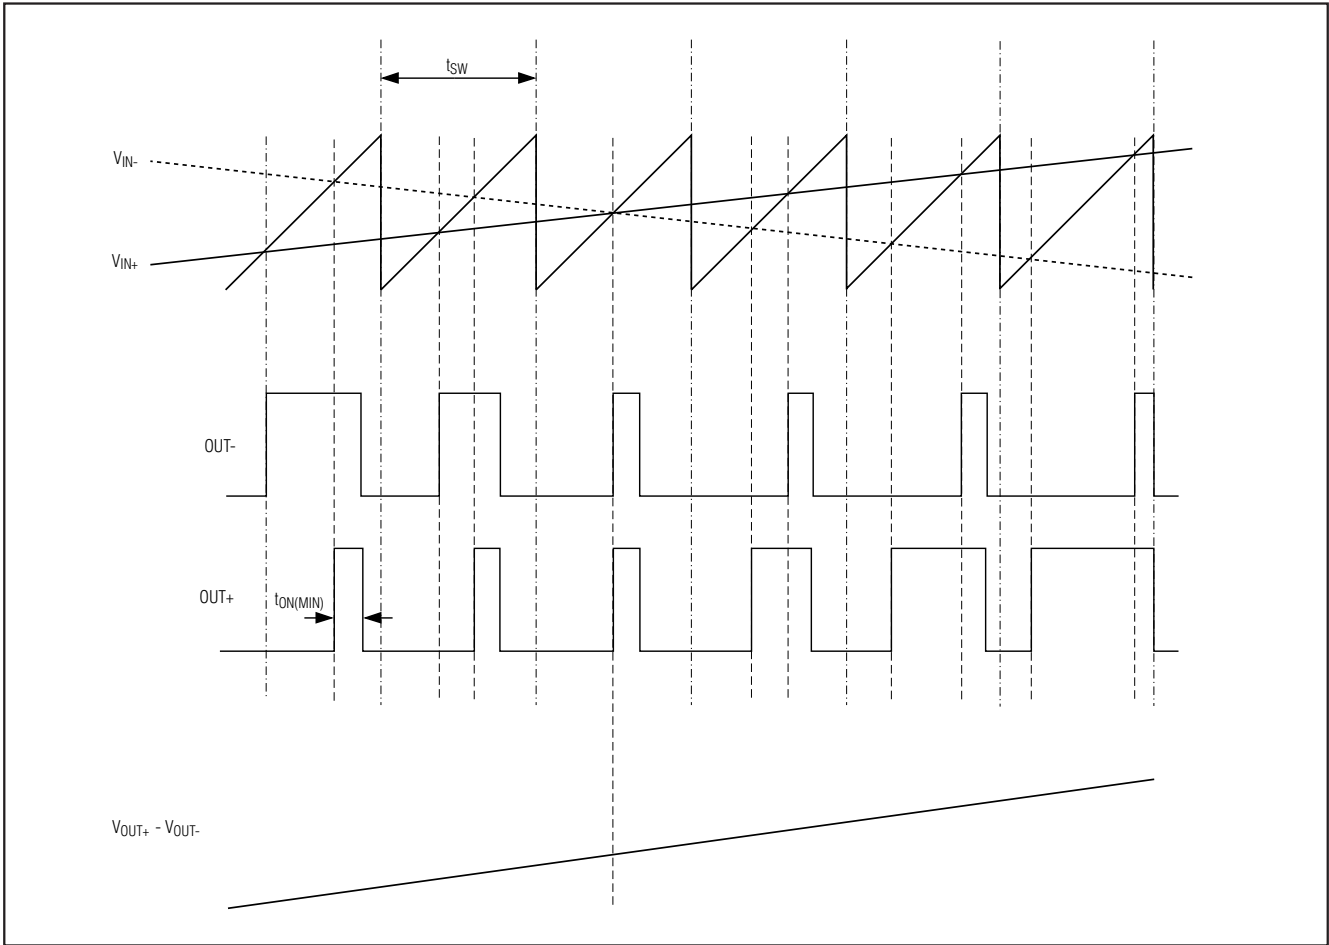 tSW
VIN-
VIN+
OUT-
OUT+
tON(MIN)
VOUT+ - VOUT-